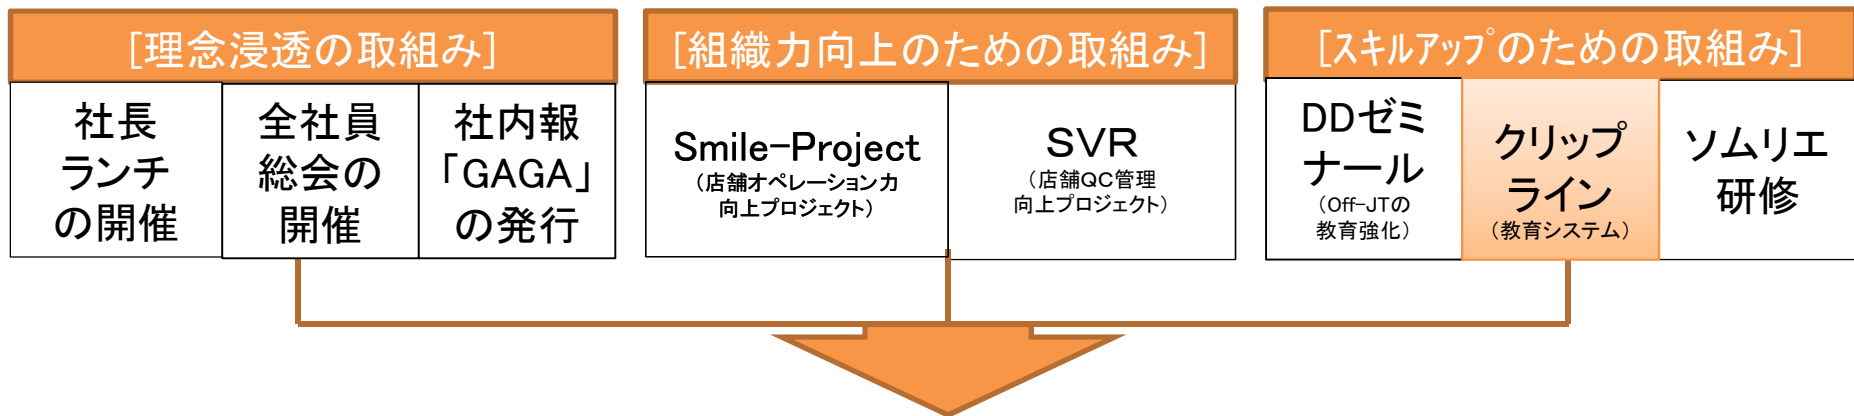 [理念浸透の取組み]
社長
ランチ
の開催
全社員
総会の
開催
社内報
「GAGA」
の発行
[組織力向上のための取組み]
Smile-Project
（店舗オペレーション力
向上プロジェクト）
SVR
（店舗QC管理
向上プロジェクト）
[スキルアップのための取組み]
DDゼミ
ナール
（Off-JTの
教育強化）
クリップ
ライン
（教育システム）
ソムリエ
研修